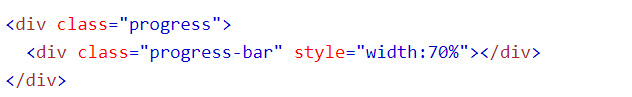 <div class="progress">
  <div class="progress-bar" style="width:70%"></div>
</div>